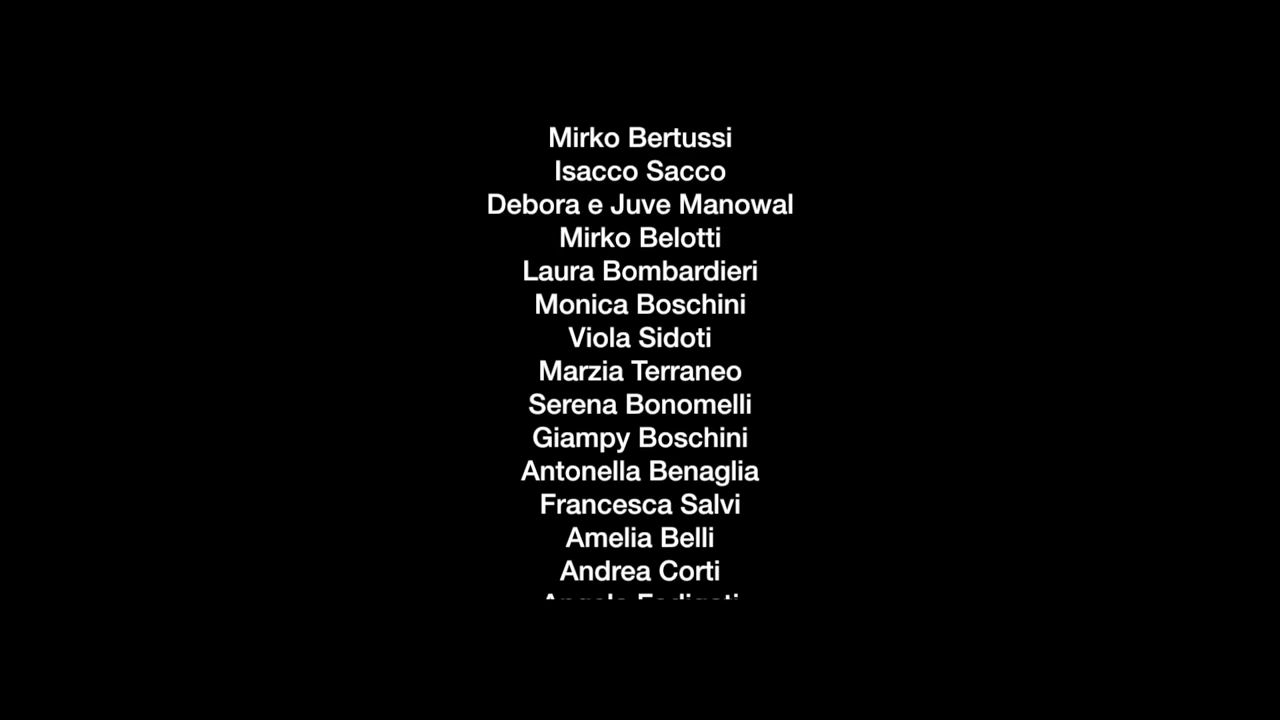 Mirko Bertussi
Isacco Sacco
Debora e Juve Manowal
Mirko Belotti
Laura Bombardieri
Monica Boschini
Viola Sidoti
Marzia Terraneo
Serena Bonomelli
Giampy Boschini
Antonella Benaglia
Francesca Salvi
Amelia Belli
Andrea Corti